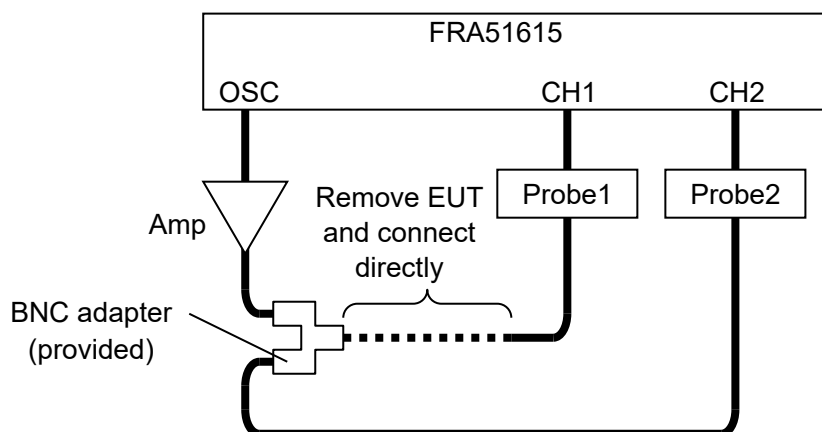 FRA51615
OSC
CH1
CH2
Amp
Remove EUT
and connect
directly
Probe1
Probe2
BNC adapter
(provided)